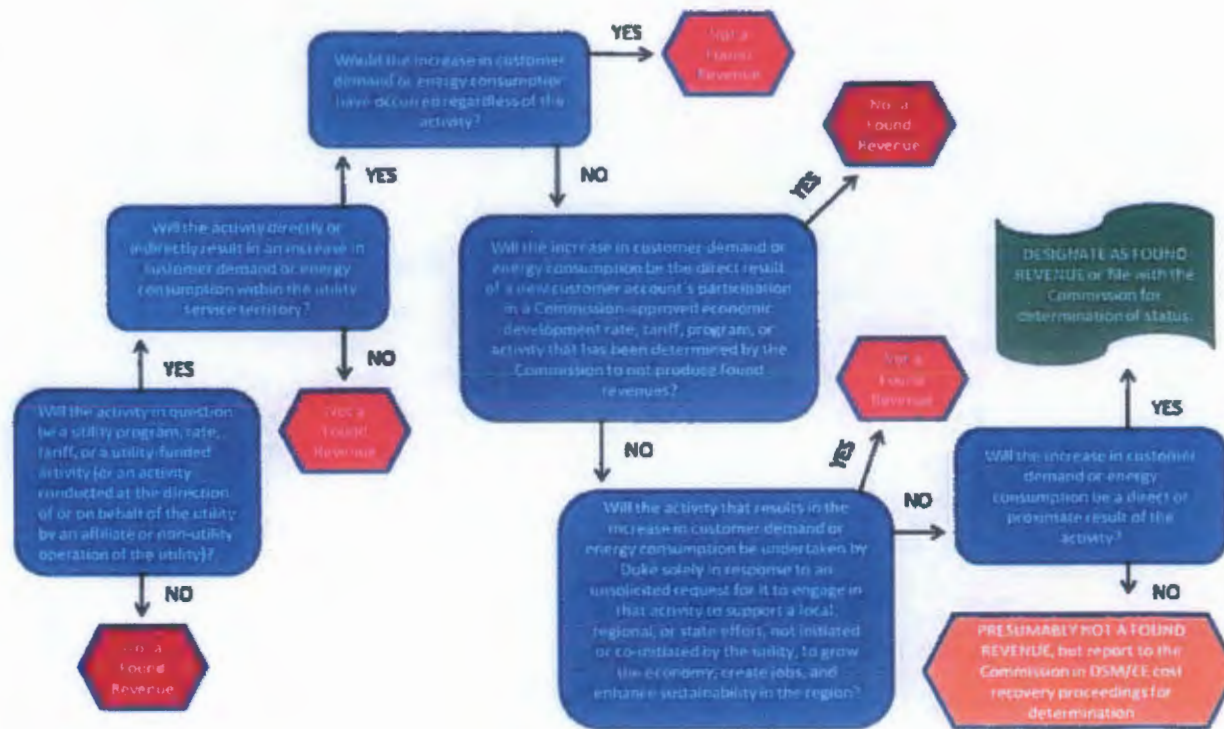 Would the increase in customer
demand or energy consumption
have occurred regardless of the
activity?
YES
Not a
Found
Revenue
NO
YES
Not a
Found
Revenue
YES
Will the activity directly or
indirectly result in an increase in
customer demand or energy
consumption within the utility
service territory?
NO
Not a
Found
Revenue
YES
Will the activity in question
be a utility program, rate,
tariff, or a utility-funded
activity (or an activity
conducted at the direction
of or on behalf of the utility
by an affiliate or non-utility
operation of the utility)?
NO
Not a
Found
Revenue
Will the increase in customer demand or
energy consumption be the direct result
of a new customer account's participation
in a Commission-approved economic
development rate, tariff, program, or
activity that has been determined by the
Commission to not produce found
revenues?
NO
YES
Not a
Found
Revenue
Will the activity that results in the
increase in customer demand or
energy consumption be undertaken by
Duke solely in response to an
unsolicited request for it to engage in
that activity to support a local,
regional, or state effort, not initiated
or co-initiated by the utility, to grow
the economy, create jobs, and
enhance sustainability in the region?
NO
DESIGNATE AS FOUND
REVENUE or file with the
Commission for
determination of status.
YES
Will the increase in customer
demand or energy
consumption be a direct or
proximate result of the
activity?
NO
PRESUMABLY NOT A FOUND
REVENUE, but report to the
Commission in DSM/EE cost
recovery proceedings for
determination